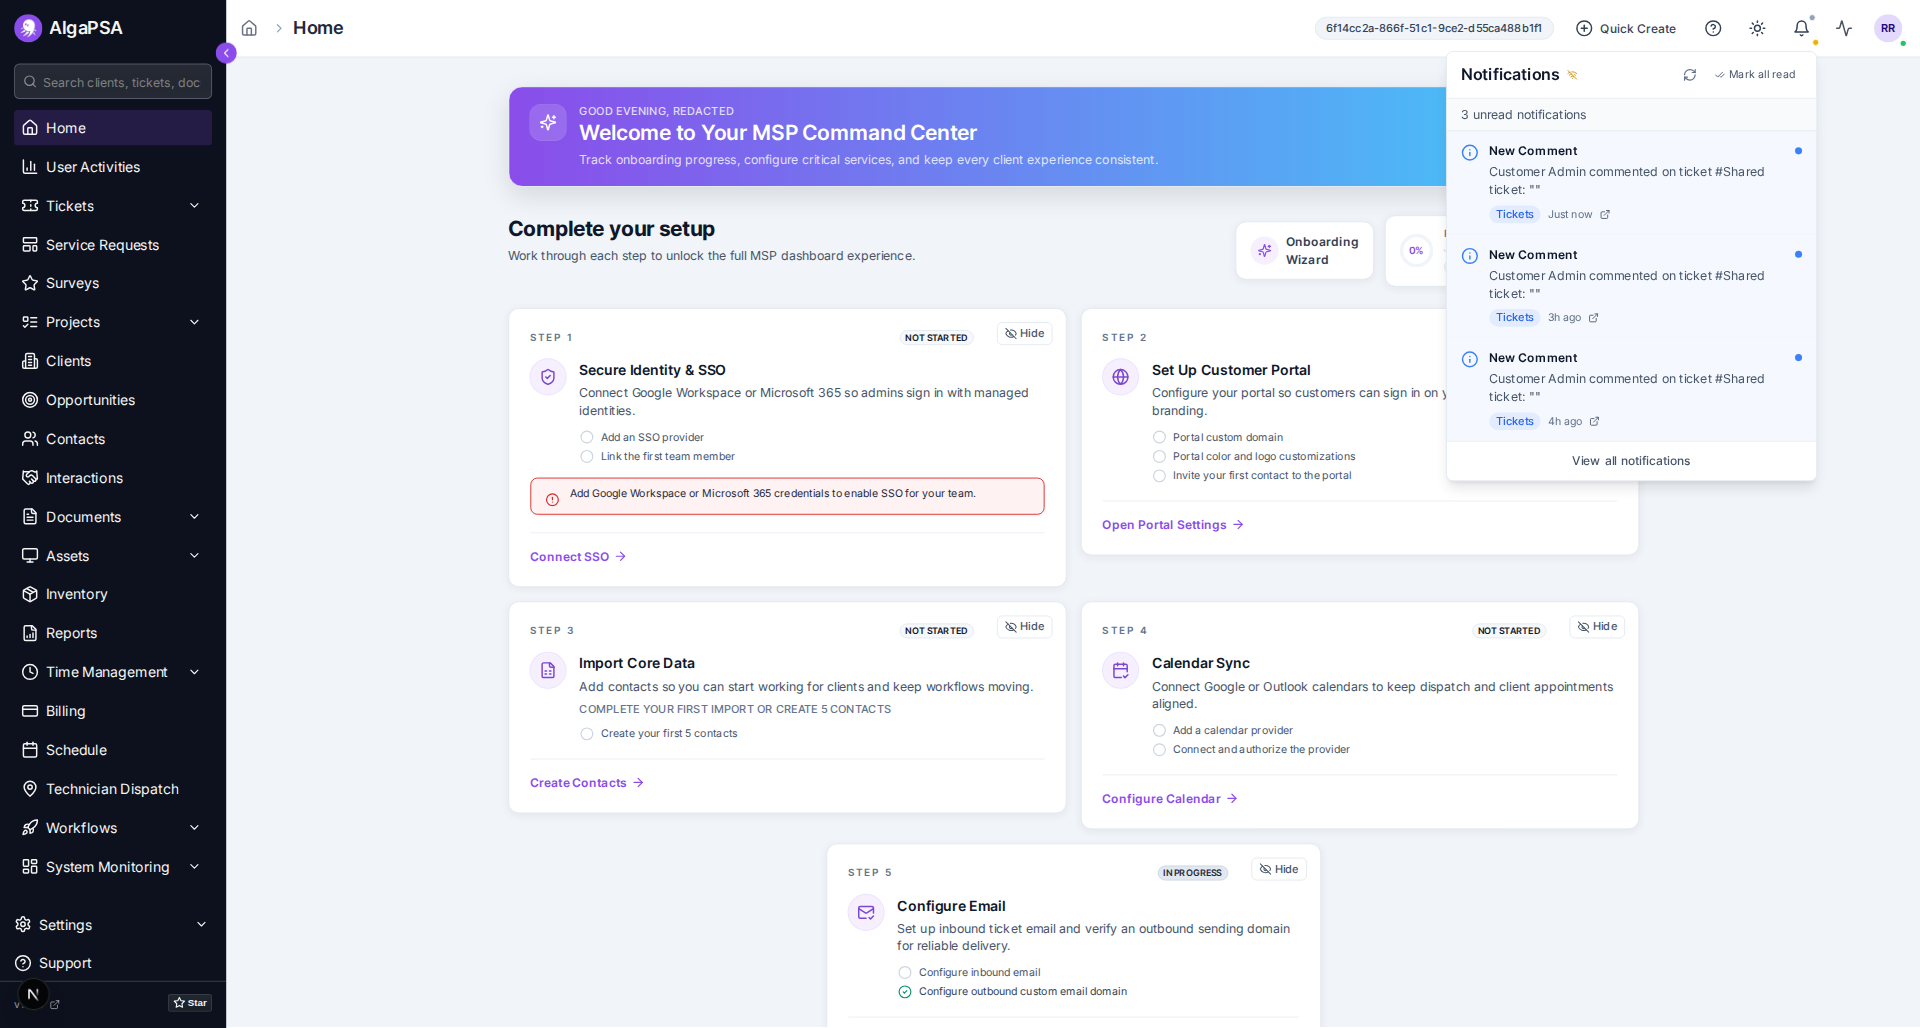 AlgaPSA
Search clients, tickets, doc
Home
User Activities
Tickets
Service Requests
Surveys
Projects
Clients
Opportunities
Contacts
Interactions
Documents
Assets
Inventory
Reports
Time Management
Billing
Schedule
Technician Dispatch
Workflows
System Monitoring
Settings
Support
N
Star
Home
6f14cc2a-866f-51c1-9ce2-d55ca488b1f1
Quick Create
RR
GOOD EVENING, REDACTED
Welcome to Your MSP Command Center
Track onboarding progress, configure critical services, and keep every client experience consistent.
Complete your setup
Work through each step to unlock the full MSP dashboard experience.
Onboarding
Wizard
0%
STEP 1
NOT STARTED
Hide
Secure Identity & SSO
Connect Google Workspace or Microsoft 365 so admins sign in with managed
identities.
Add an SSO provider
Link the first team member
Add Google Workspace or Microsoft 365 credentials to enable SSO for your team.
Connect SSO
STEP 2
Set Up Customer Portal
Configure your portal so customers can sign in on
branding.
Portal custom domain
Portal color and logo customizations
Invite your first contact to the portal
Open Portal Settings
STEP 3
NOT STARTED
Hide
Import Core Data
Add contacts so you can start working for clients and keep workflows moving.
COMPLETE YOUR FIRST IMPORT OR CREATE 5 CONTACTS
Create your first 5 contacts
Create Contacts
STEP 4
NOT STARTED
Hide
Calendar Sync
Connect Google or Outlook calendars to keep dispatch and client appointments
aligned.
Add a calendar provider
Connect and authorize the provider
Configure Calendar
STEP 5
IN PROGRESS
Hide
Configure Email
Set up inbound ticket email and verify an outbound sending domain
for reliable delivery.
Configure inbound email
Configure outbound custom email domain
Notifications
Mark all read
3 unread notifications
New Comment
Customer Admin commented on ticket #Shared
ticket: ""
Tickets
Just now
New Comment
Customer Admin commented on ticket #Shared
ticket: ""
Tickets
3h ago
New Comment
Customer Admin commented on ticket #Shared
ticket: ""
Tickets
4h ago
View all notifications